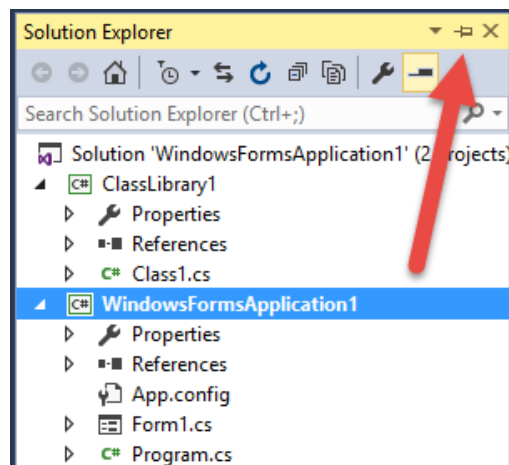 Solution Explorer
Search Solution Explorer (Ctrl+;)
Solution 'WindowsFormsApplication1' (2 projects)
C# ClassLibrary1
Properties
References
C# Class1.cs
C# WindowsFormsApplication1
Properties
References
App.config
Form1.cs
C# Program.cs